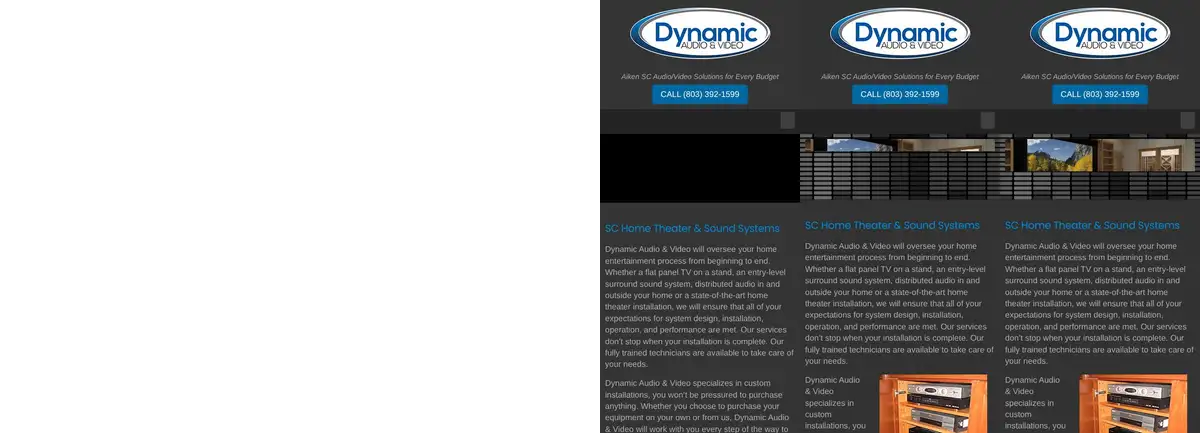 Dynamic
AUDIO & VIDEO
Aiken SC Audio/Video Solutions for Every Budget
CALL (803) 392-1599
SC Home Theater & Sound Systems
Dynamic Audio & Video will oversee your home
entertainment process from beginning to end.
Whether a flat panel TV on a stand, an entry-level
surround sound system, distributed audio in and
outside your home or a state-of-the-art home
theater installation, we will ensure that all of your
expectations for system design, installation,
operation, and performance are met. Our services
don't stop when your installation is complete. Our
fully trained technicians are available to take care of
your needs.
Dynamic Audio & Video specializes in custom
installations, you won't be pressured to purchase
anything. Whether you choose to purchase your
equipment on your own or from us, Dynamic Audio
& Video will work with you every step of the way to
Dynamic
AUDIO & VIDEO
Aiken SC Audio/Video Solutions for Every Budget
CALL (803) 392-1599
SC Home Theater & Sound Systems
Dynamic Audio & Video will oversee your home
entertainment process from beginning to end.
Whether a flat panel TV on a stand, an entry-level
surround sound system, distributed audio in and
outside your home or a state-of-the-art home
theater installation, we will ensure that all of your
expectations for system design, installation,
operation, and performance are met. Our services
don't stop when your installation is complete. Our
fully trained technicians are available to take care of
your needs.
Dynamic Audio
& Video
specializes in
custom
installations, you
Dynamic
AUDIO & VIDEO
Aiken SC Audio/Video Solutions for Every Budget
CALL (803) 392-1599
SC Home Theater & Sound Systems
Dynamic Audio & Video will oversee your home
entertainment process from beginning to end.
Whether a flat panel TV on a stand, an entry-level
surround sound system, distributed audio in and
outside your home or a state-of-the-art home
theater installation, we will ensure that all of your
expectations for system design, installation,
operation, and performance are met. Our services
don't stop when your installation is complete. Our
fully trained technicians are available to take care of
your needs.
Dynamic Audio
& Video
specializes in
custom
installations, you